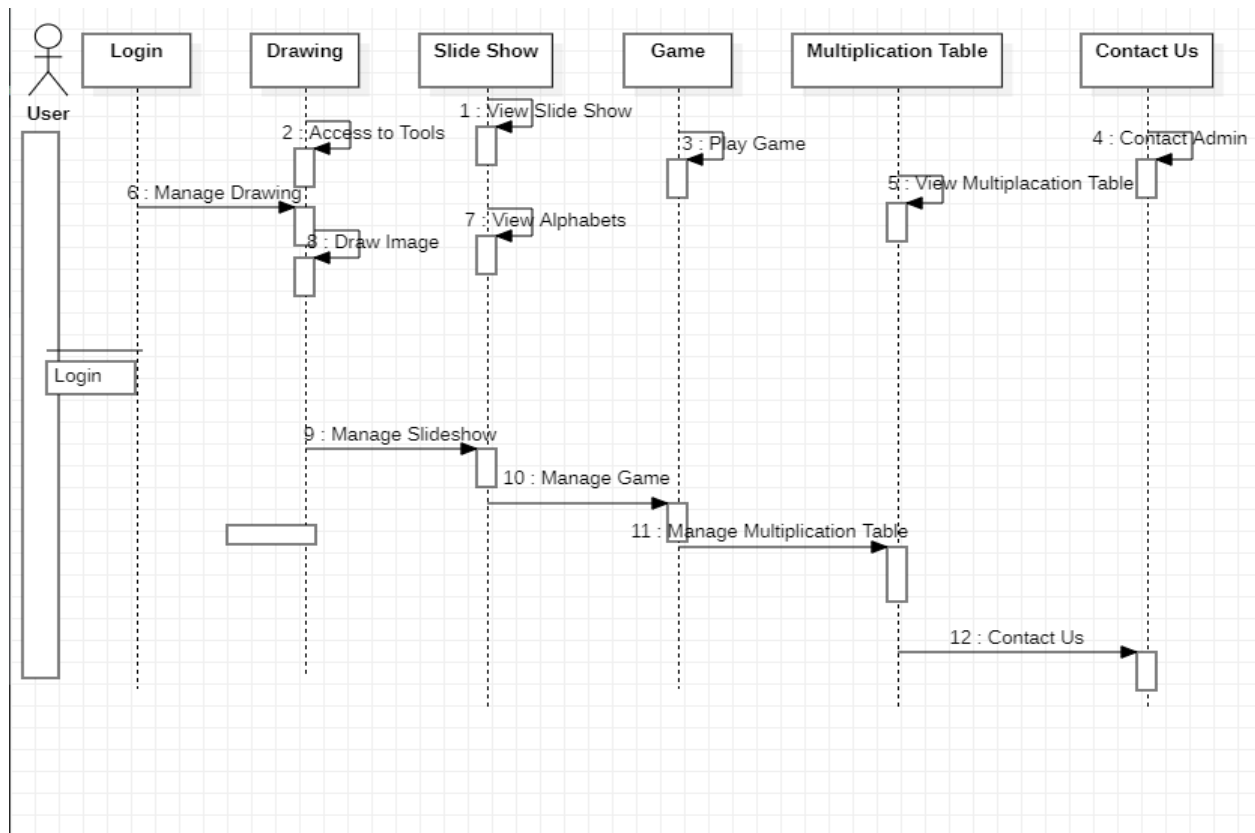 Login
Drawing
Slide Show
Game
Multiplication Table
Contact Us
User
1 : View Slide Show
2 : Access to Tools
3 : Play Game
4 : Contact Admin
5 : View Multiplacation Table
6 : Manage Drawing
7 : View Alphabets
8 : Draw Image
Login
9 : Manage Slideshow
10 : Manage Game
11 : Manage Multiplication Table
12 : Contact Us